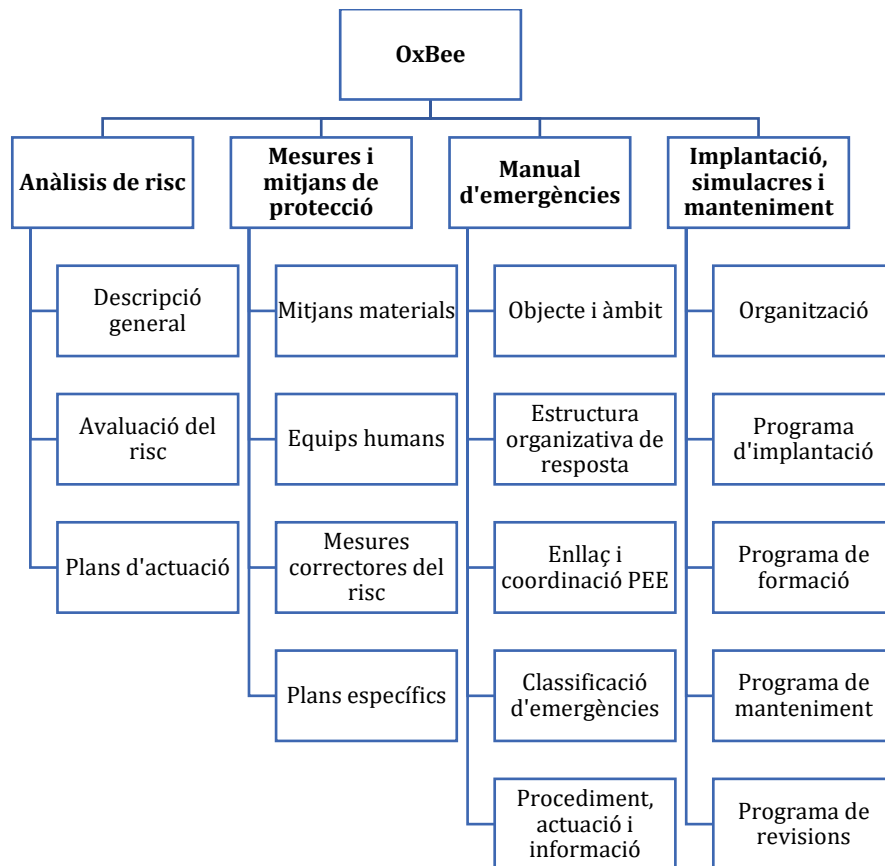 OxBee
Anàlisis de risc
Mesures i
mitjans de
protecció
Manual
d'emergències
Implantació,
simulacres i
manteniment
Descripció
general
Avaluació del
risc
Plans d'actuació
Mitjans materials
Equips humans
Mesures
correctores del
risc
Plans específics
Objecte i àmbit
Estructura
organizativa de
resposta
Enllaç i
coordinació PEE
Classificació
d'emergències
Procediment,
actuació i
informació
Organització
Programa
d'implantació
Programa de
formació
Programa de
manteniment
Programa de
revisions